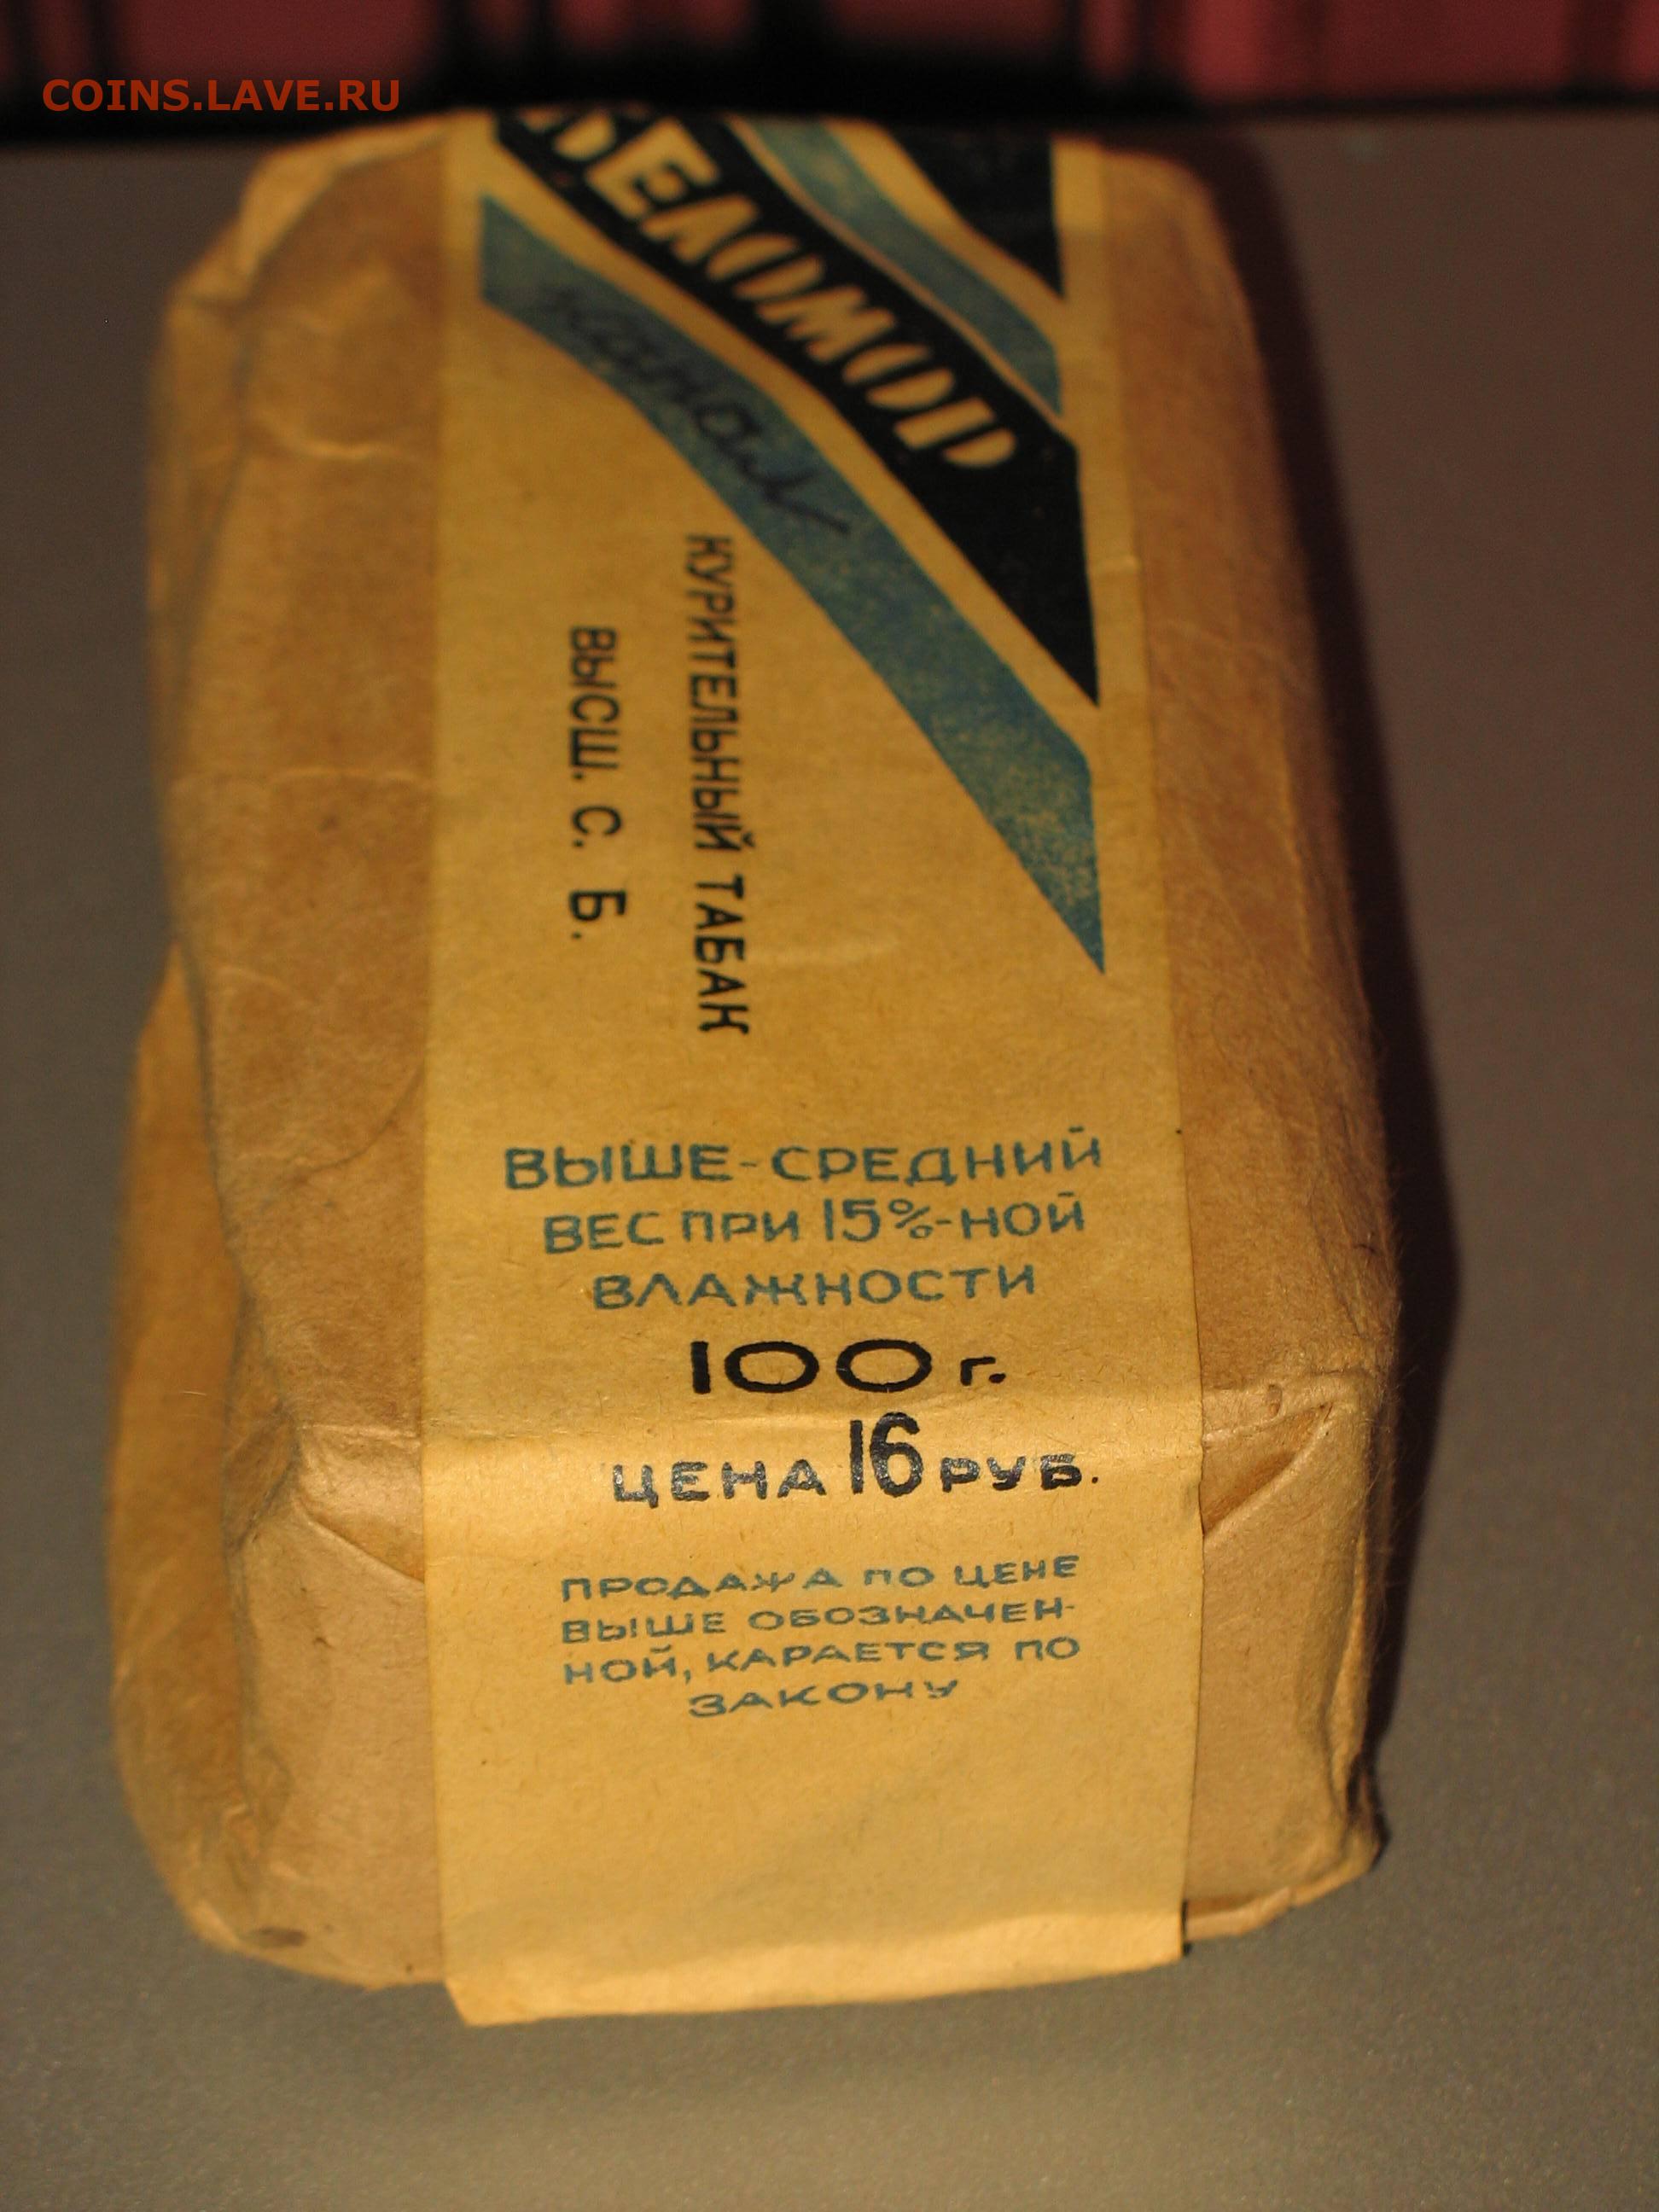 COINS.LAVE.RU
БЕЛОМОР
канал
КУРИТЕЛЬНЫЙ ТАБАК
ВЫСШ. С. Б.
ВЫШЕ-СРЕДНИЙ
ВЕС ПРИ 15%-НОЙ
ВЛАЖНОСТИ
100 г.
ЦЕНА 16 РУБ.
ПРОДАЖА ПО ЦЕНЕ
ВЫШЕ ОБОЗНАЧЕН-
НОЙ, КАРАЕТСЯ ПО
ЗАКОНУ